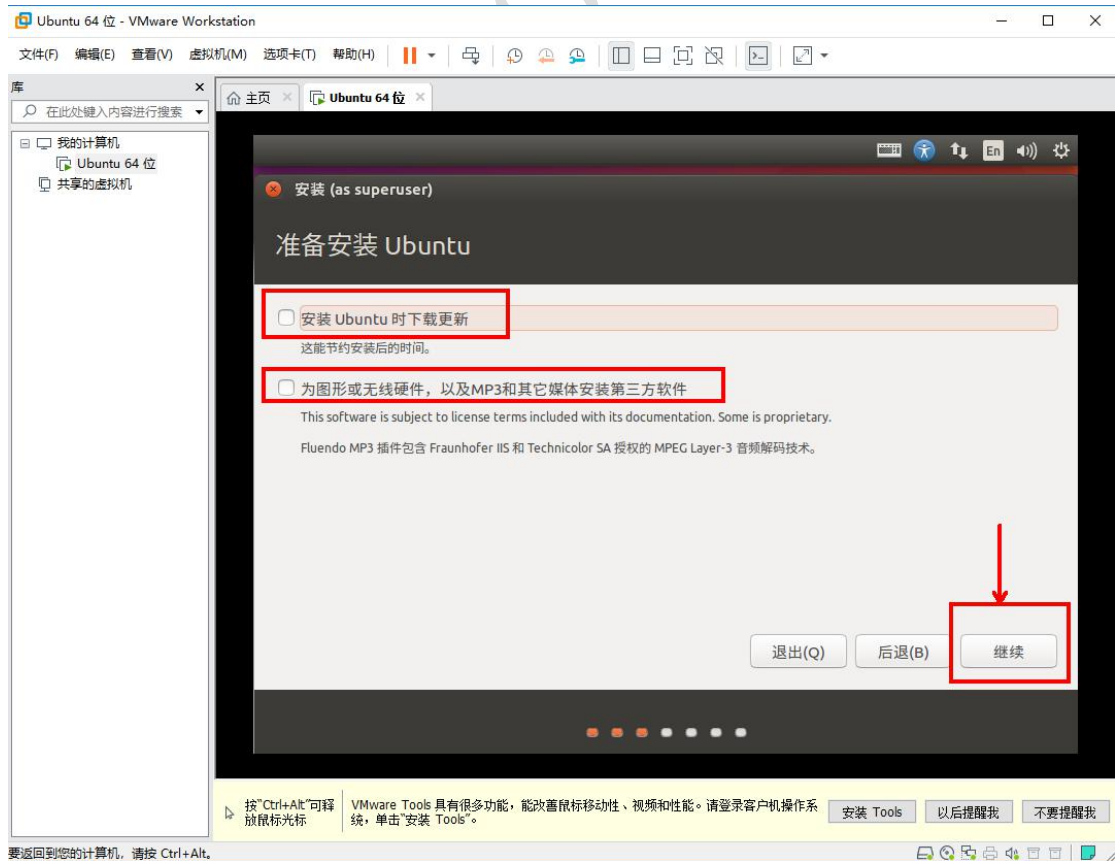 Ubuntu 64 位 - VMware Workstation
文件(F) 编辑(E) 查看(V) 虚拟机(M) 选项卡(T) 帮助(H)
库
在此处键入内容进行搜索
我的计算机
Ubuntu 64 位
共享的虚拟机
主页 Ubuntu 64 位
En
安装 (as superuser)
准备安装 Ubuntu
安装 Ubuntu 时下载更新
这能节约安装后的时间。
为图形或无线硬件，以及MP3和其它媒体安装第三方软件
This software is subject to license terms included with its documentation. Some is proprietary.
Fluendo MP3 插件包含 Fraunhofer IIS 和 Technicolor SA 授权的 MPEG Layer-3 音频解码技术。
退出(Q) 后退(B) 继续
按"Ctrl+Alt"可释
放鼠标光标
VMware Tools 具有很多功能，能改善鼠标移动性、视频和性能。请登录客户机操作系
统，单击"安装 Tools"。
安装 Tools 以后提醒我 不要提醒我
要返回到您的计算机，请按 Ctrl+Alt。